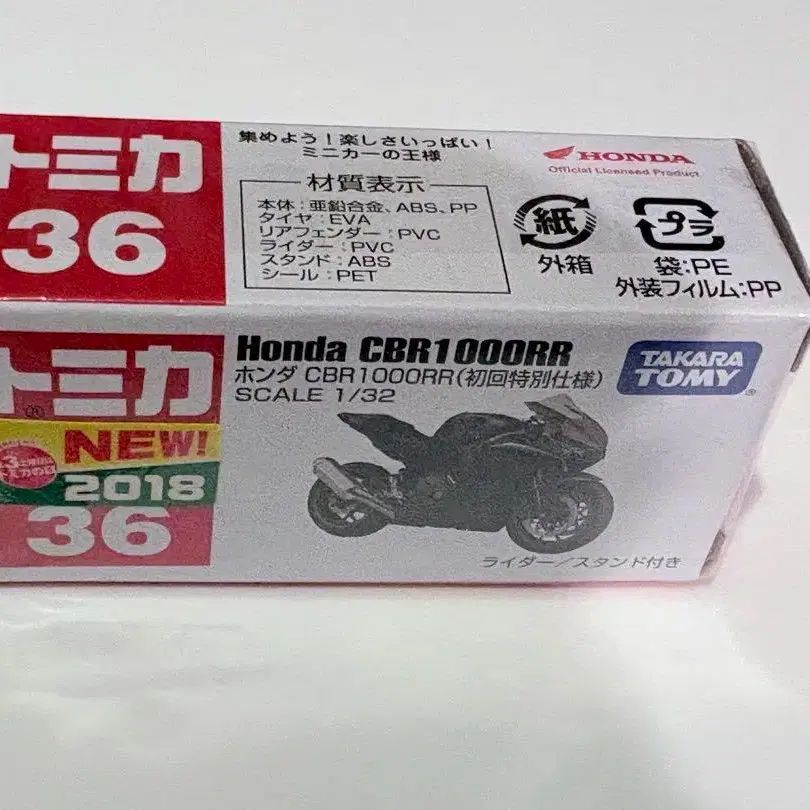 トミカ
36
集めよう!楽しさいっぱい!
ミニカーの王様
材質表示
本体:亜鉛合金、ABS、PP
タイヤ:EVA
リアフェンダー:PVC
ライダー:PVC
スタンド:ABS
シール:PET
HONDA
Official Licensed Product
紙
外箱
プラ
袋:PE
外装フィルム:PP
トミカ
NEW!
2018
36
Honda CBR1000RR
ホンダ CBR1000RR(初回特別仕様)
SCALE 1/32
TAKARA
TOMY®
ライダー/スタンド付き